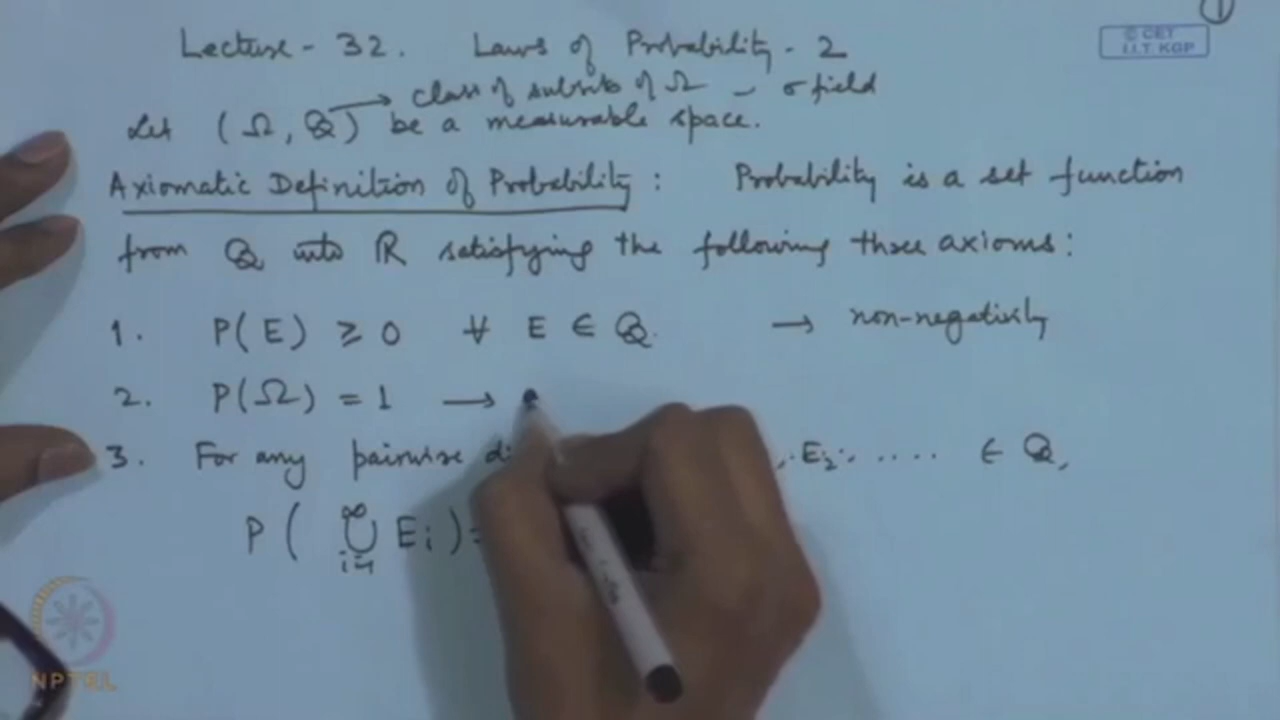 1
© CET
I.I.T. KGP
Lecture - 32. Laws of Probability - 2
class of subsets of Ω - σ field
Let (Ω, Q) be a measurable space.
Axiomatic Definition of Probability : Probability is a set function
from Q into ℝ satisfying the following three axioms :
1. P(E) ≥ 0 ∀ E ∈ Q. → non-negativity
2. P(Ω) = 1 →
3. For any pairwise E₂, .... ∈ Q,
P( ∞ ∪ i=1 Ei ) =
NPTEL